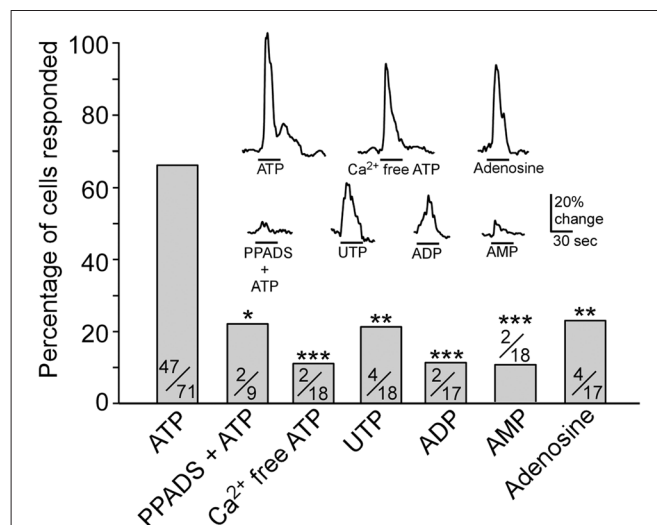 Percentage of cells responded
100
80
60
40
20
0
ATP
Ca²⁺ free ATP
Adenosine
PPADS
+
ATP
UTP
ADP
AMP
20%
change
30 sec
47/71
*
2/9
***
2/18
**
4/18
***
2/17
***
2/18
**
4/17
ATP
PPADS + ATP
Ca²⁺ free ATP
UTP
ADP
AMP
Adenosine